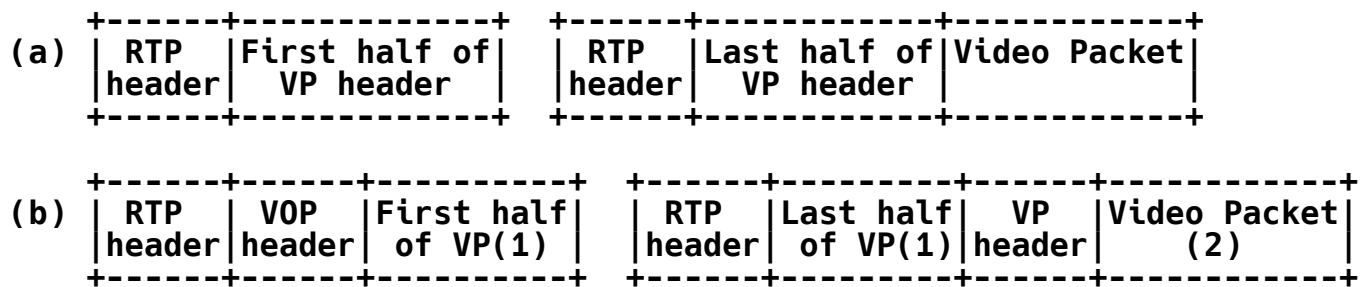 +------+-------------+  +------+------------+------------+
(a) | RTP  |First half of|  | RTP  |Last half of|Video Packet|
|header|  VP header  |  |header|  VP header |            |
+------+-------------+  +------+------------+------------+
+------+------+----------+  +------+---------+------+------------+
(b) | RTP  | VOP  |First half|  | RTP  |Last half|  VP  |Video Packet|
|header|header| of VP(1) |  |header| of VP(1)|header|    (2)     |
+------+------+----------+  +------+---------+------+------------+